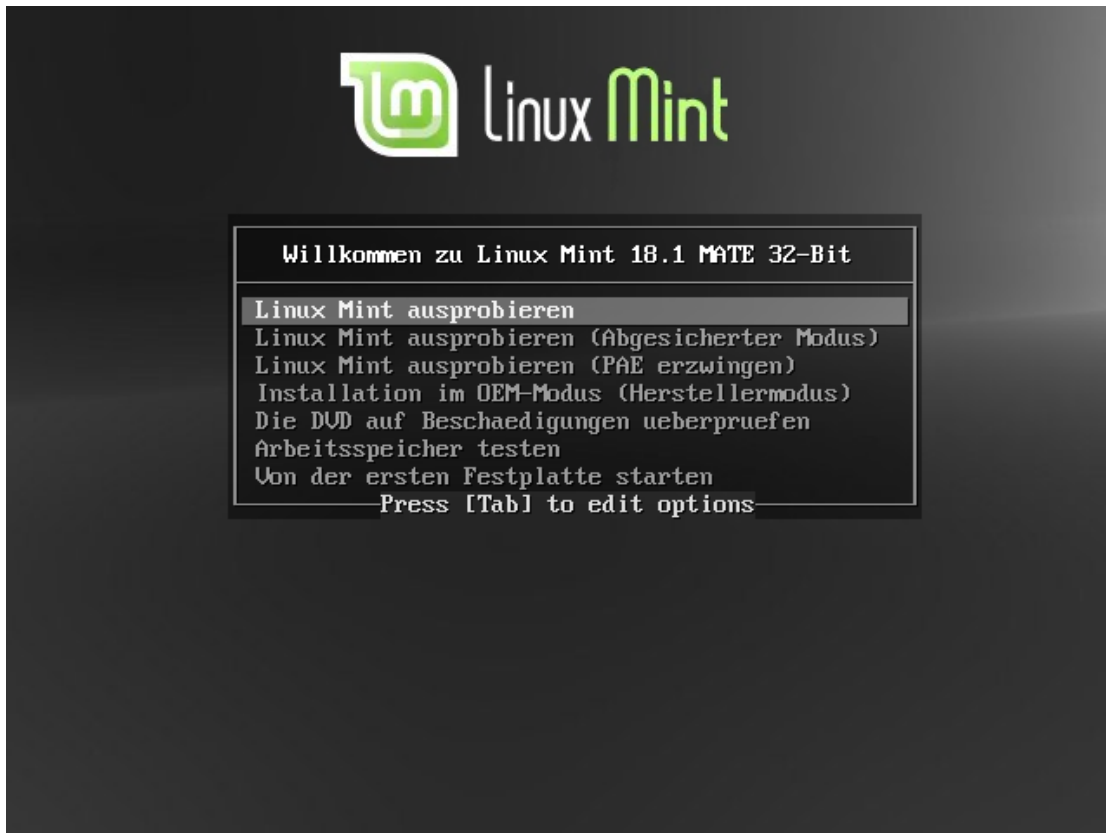 Linux Mint
Willkommen zu Linux Mint 18.1 MATE 32-Bit
Linux Mint ausprobieren
Linux Mint ausprobieren (Abgesicherter Modus)
Linux Mint ausprobieren (PAE erzwingen)
Installation im OEM-Modus (Herstellermodus)
Die DVD auf Beschaedigungen ueberpruefen
Arbeitsspeicher testen
Von der ersten Festplatte starten
Press [Tab] to edit options